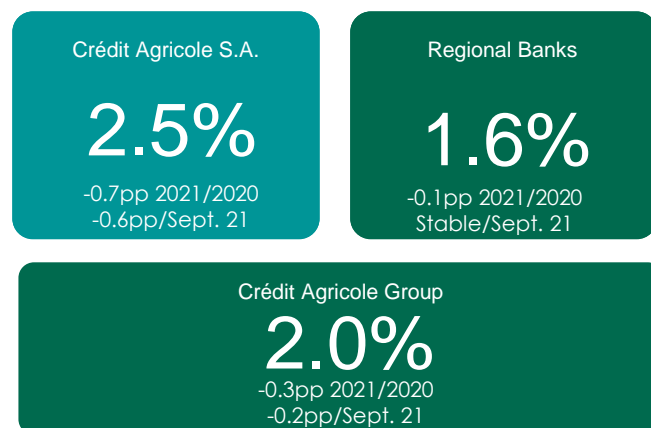 Crédit Agricole S.A.
2.5%
-0.7pp 2021/2020
-0.6pp/Sept. 21
Regional Banks
1.6%
-0.1pp 2021/2020
Stable/Sept. 21
Crédit Agricole Group
2.0%
-0.3pp 2021/2020
-0.2pp/Sept. 21